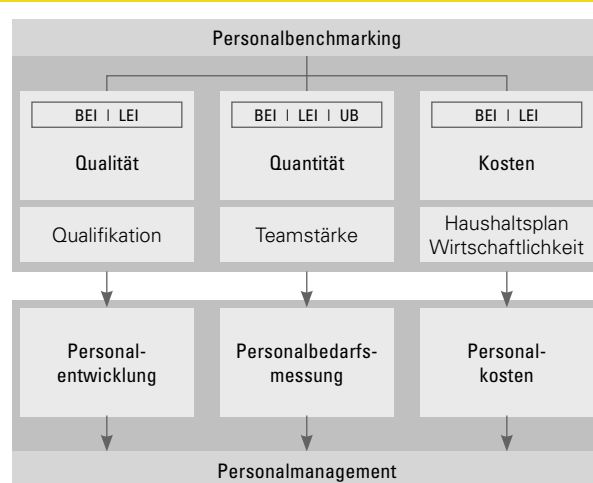 Personalbenchmarking
BEI | LEI
Qualität
Qualifikation
BEI | LEI | UB
Quantität
Teamstärke
BEI | LEI
Kosten
Haushaltsplan
Wirtschaftlichkeit
Personal-
entwicklung
Personalbedarfs-
messung
Personal-
kosten
Personalmanagement